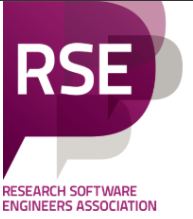 RSE
RESEARCH SOFTWARE
ENGINEERS ASSOCIATION